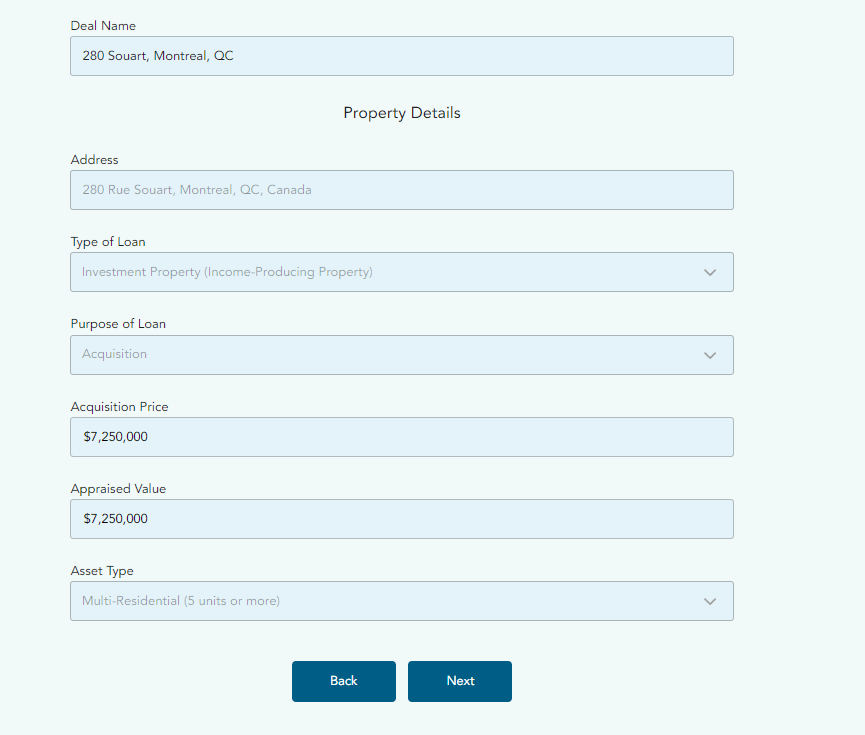 Deal Name
280 Souart, Montreal, QC
Property Details
Address
280 Rue Souart, Montreal, QC, Canada
Type of Loan
Investment Property (Income-Producing Property)
Purpose of Loan
Acquisition
Acquisition Price
$7,250,000
Appraised Value
$7,250,000
Asset Type
Multi-Residential (5 units or more)
Back Next